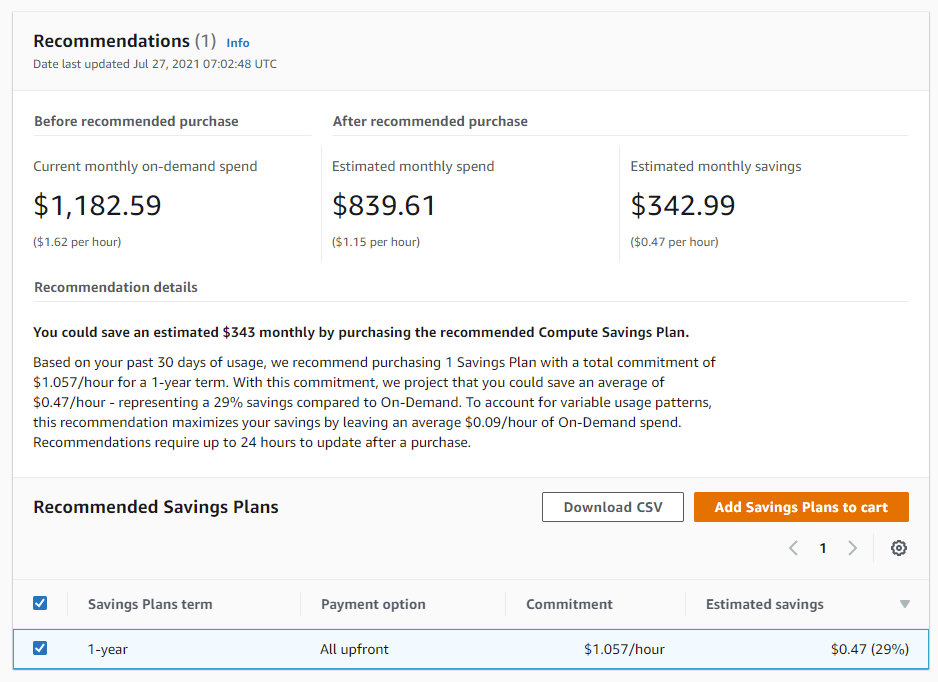 Recommendations (1) Info
Date last updated Jul 27, 2021 07:02:48 UTC
Before recommended purchase
After recommended purchase
Current monthly on-demand spend
Estimated monthly spend
Estimated monthly savings
$1,182.59
$839.61
$342.99
($1.62 per hour)
($1.15 per hour)
($0.47 per hour)
Recommendation details
You could save an estimated $343 monthly by purchasing the recommended Compute Savings Plan.
Based on your past 30 days of usage, we recommend purchasing 1 Savings Plan with a total commitment of
$1.057/hour for a 1-year term. With this commitment, we project that you could save an average of
$0.47/hour - representing a 29% savings compared to On-Demand. To account for variable usage patterns,
this recommendation maximizes your savings by leaving an average $0.09/hour of On-Demand spend.
Recommendations require up to 24 hours to update after a purchase.
Recommended Savings Plans
Download CSV
Add Savings Plans to cart
1
Savings Plans term
Payment option
Commitment
Estimated savings
1-year
All upfront
$1.057/hour
$0.47 (29%)